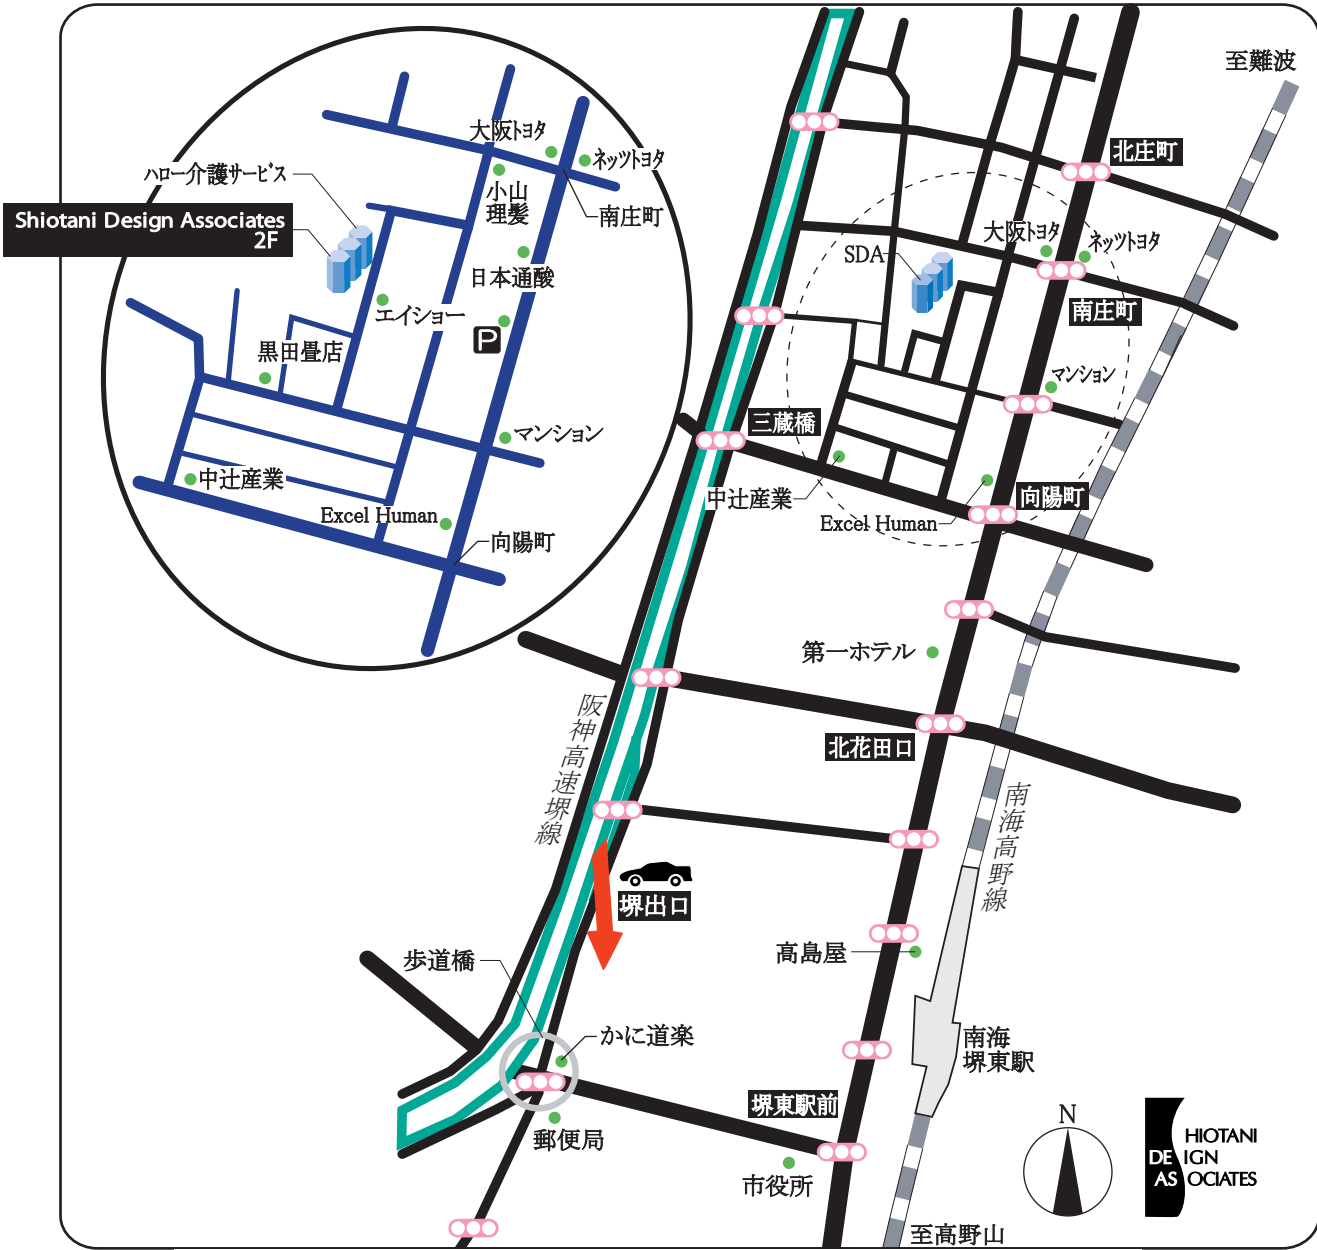 至難波
北庄町
大阪トヨタ
ネッツトヨタ
ハロー介護サービス
小山
理髪
南庄町
Shiotani Design Associates
2F
日本通酸
エイショー
P
黒田畳店
マンション
中辻産業
Excel Human
向陽町
大阪トヨタ
ネッツトヨタ
SDA
南庄町
マンション
三蔵橋
中辻産業
Excel Human
向陽町
第一ホテル
北花田口
阪神高速堺線
南海高野線
堺出口
歩道橋
高島屋
かに道楽
南海
堺東駅
堺東駅前
郵便局
市役所
N
至高野山
HIOTANI
DE IGN
AS OCIATES